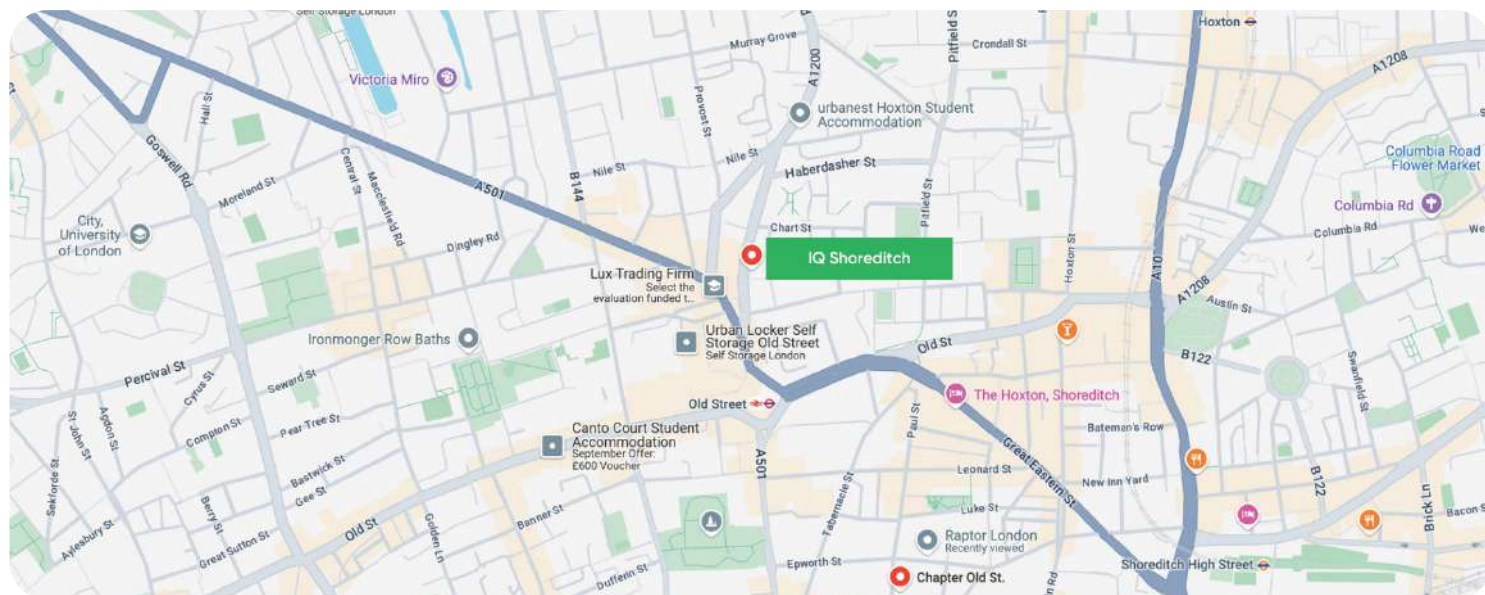 Self Storage London
Hoxton
Murray Grove
A1200
Pitfield St
Crondall St
A1208
Victoria Miro
Hall St
Provost St
urbanest Hoxton Student
Accommodation
Goswell Rd
Central St
Macclesfield Rd
A501
B144
Nile St
Nile St
Haberdasher St
Columbia Road
Flower Market
Moreland St
Pitfield St
Columbia Rd
City,
University
of London
Dingley Rd
Chart St
Hoxton St
Columbia Rd
IQ Shoreditch
Lux Trading Firm
Select the
evaluation funded t...
A10
A1208
Austin St
Ironmonger Row Baths
Urban Locker Self
Storage Old Street
Self Storage London
Old St
B122
Percival St
Cyrus St
Seward St
Swanfield St
The Hoxton, Shoreditch
St John St
Agdon St
Compton St
Pear Tree St
Old Street
Paul St
Bateman's Row
Canto Court Student
Accommodation
September Offer:
£600 Voucher
A501
Great Eastern St
Sekforde St
Bastwick St
Gee St
Leonard St
New Inn Yard
B122
Brick Ln
Aylesbury St
Berry St
Great Sutton St
Old St
Golden Ln
Banner St
Tabernacle St
Luke St
Bacon S
Raptor London
Recently viewed
Dufferin St
Epworth St
Chapter Old St.
Shoreditch High Street